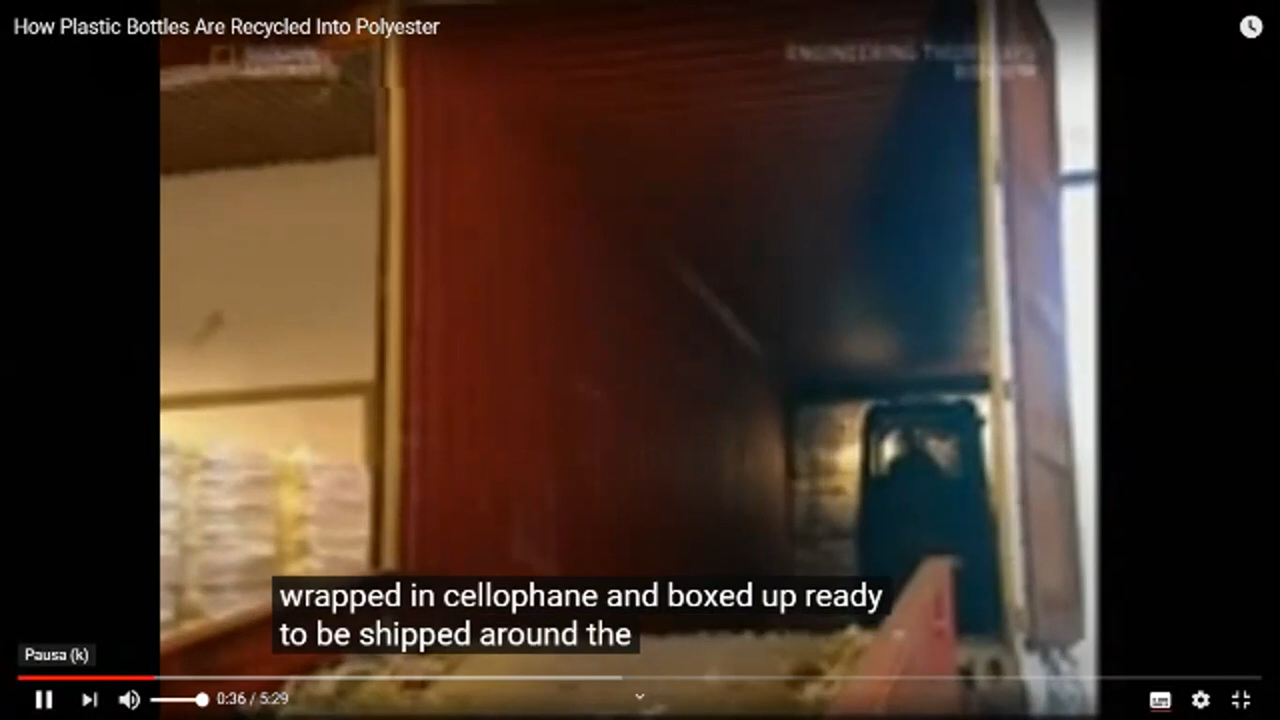 How Plastic Bottles Are Recycled Into Polyester
wrapped in cellophane and boxed up ready
to be shipped around the
Pausa (k)
0:36 / 5:29